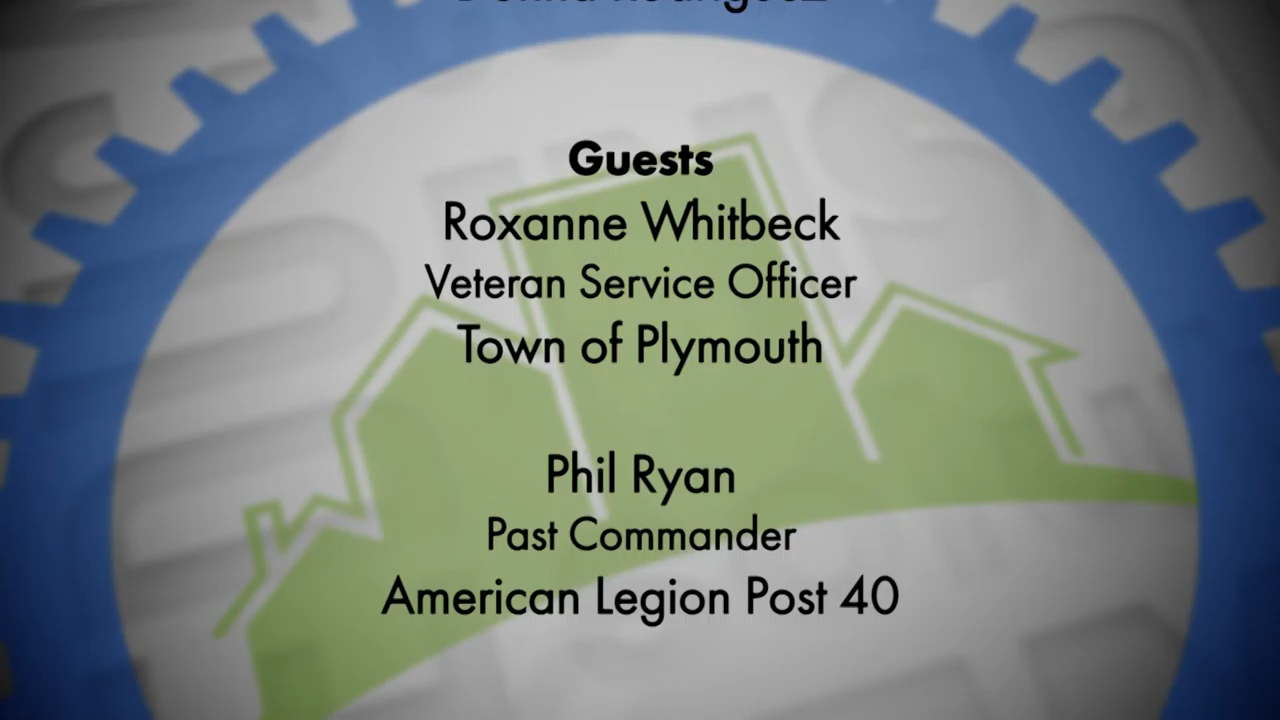 Guests
Roxanne Whitbeck
Veteran Service Officer
Town of Plymouth
Phil Ryan
Past Commander
American Legion Post 40